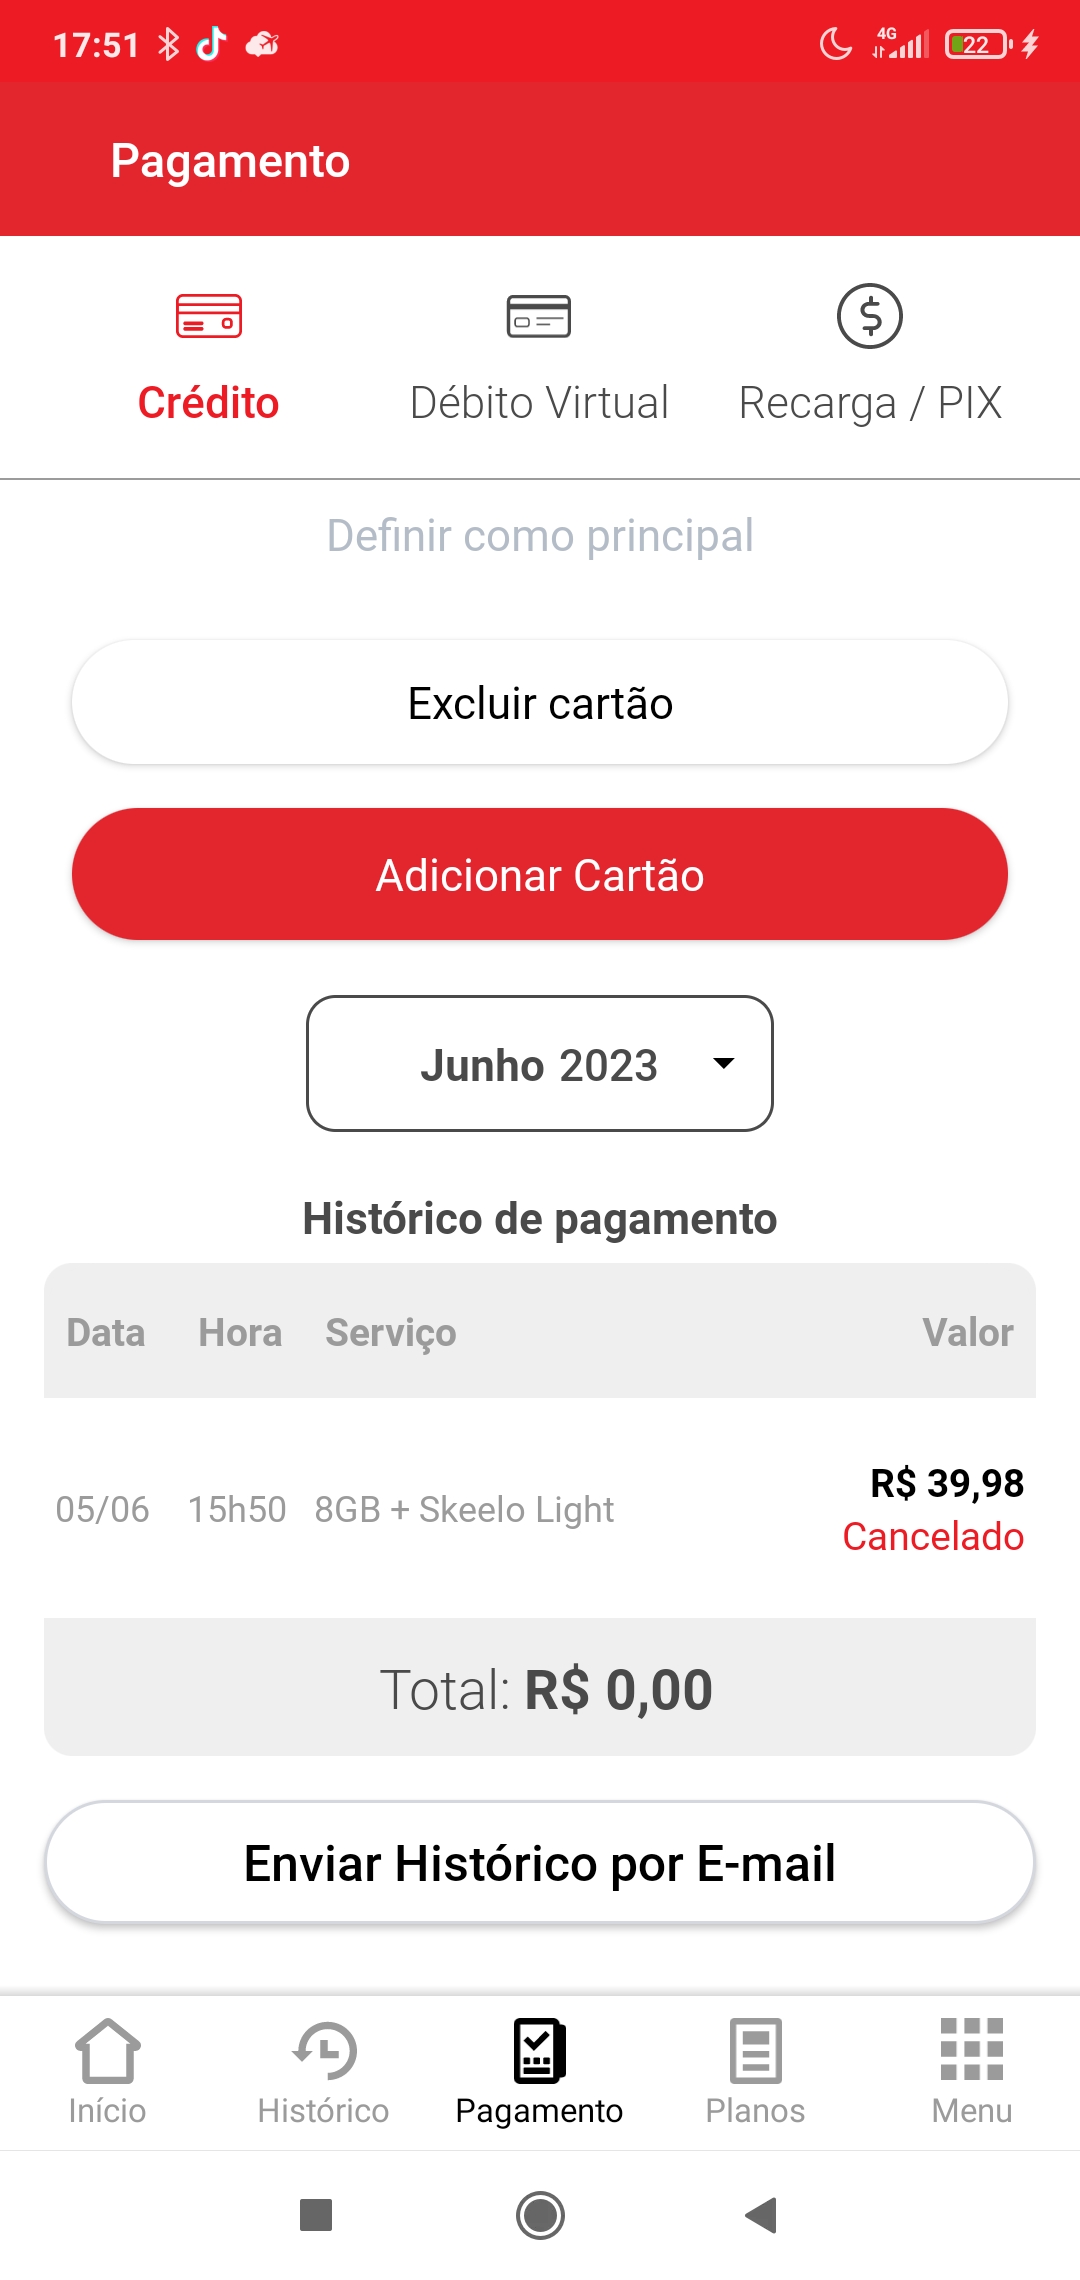 17:51 4G 22
Pagamento
Crédito Débito Virtual Recarga / PIX
Definir como principal
Excluir cartão
Adicionar Cartão
Junho 2023
Histórico de pagamento
Data Hora Serviço Valor
05/06 15h50 8GB + Skeelo Light R$ 39,98
Cancelado
Total: R$ 0,00
Enviar Histórico por E-mail
Início Histórico Pagamento Planos Menu